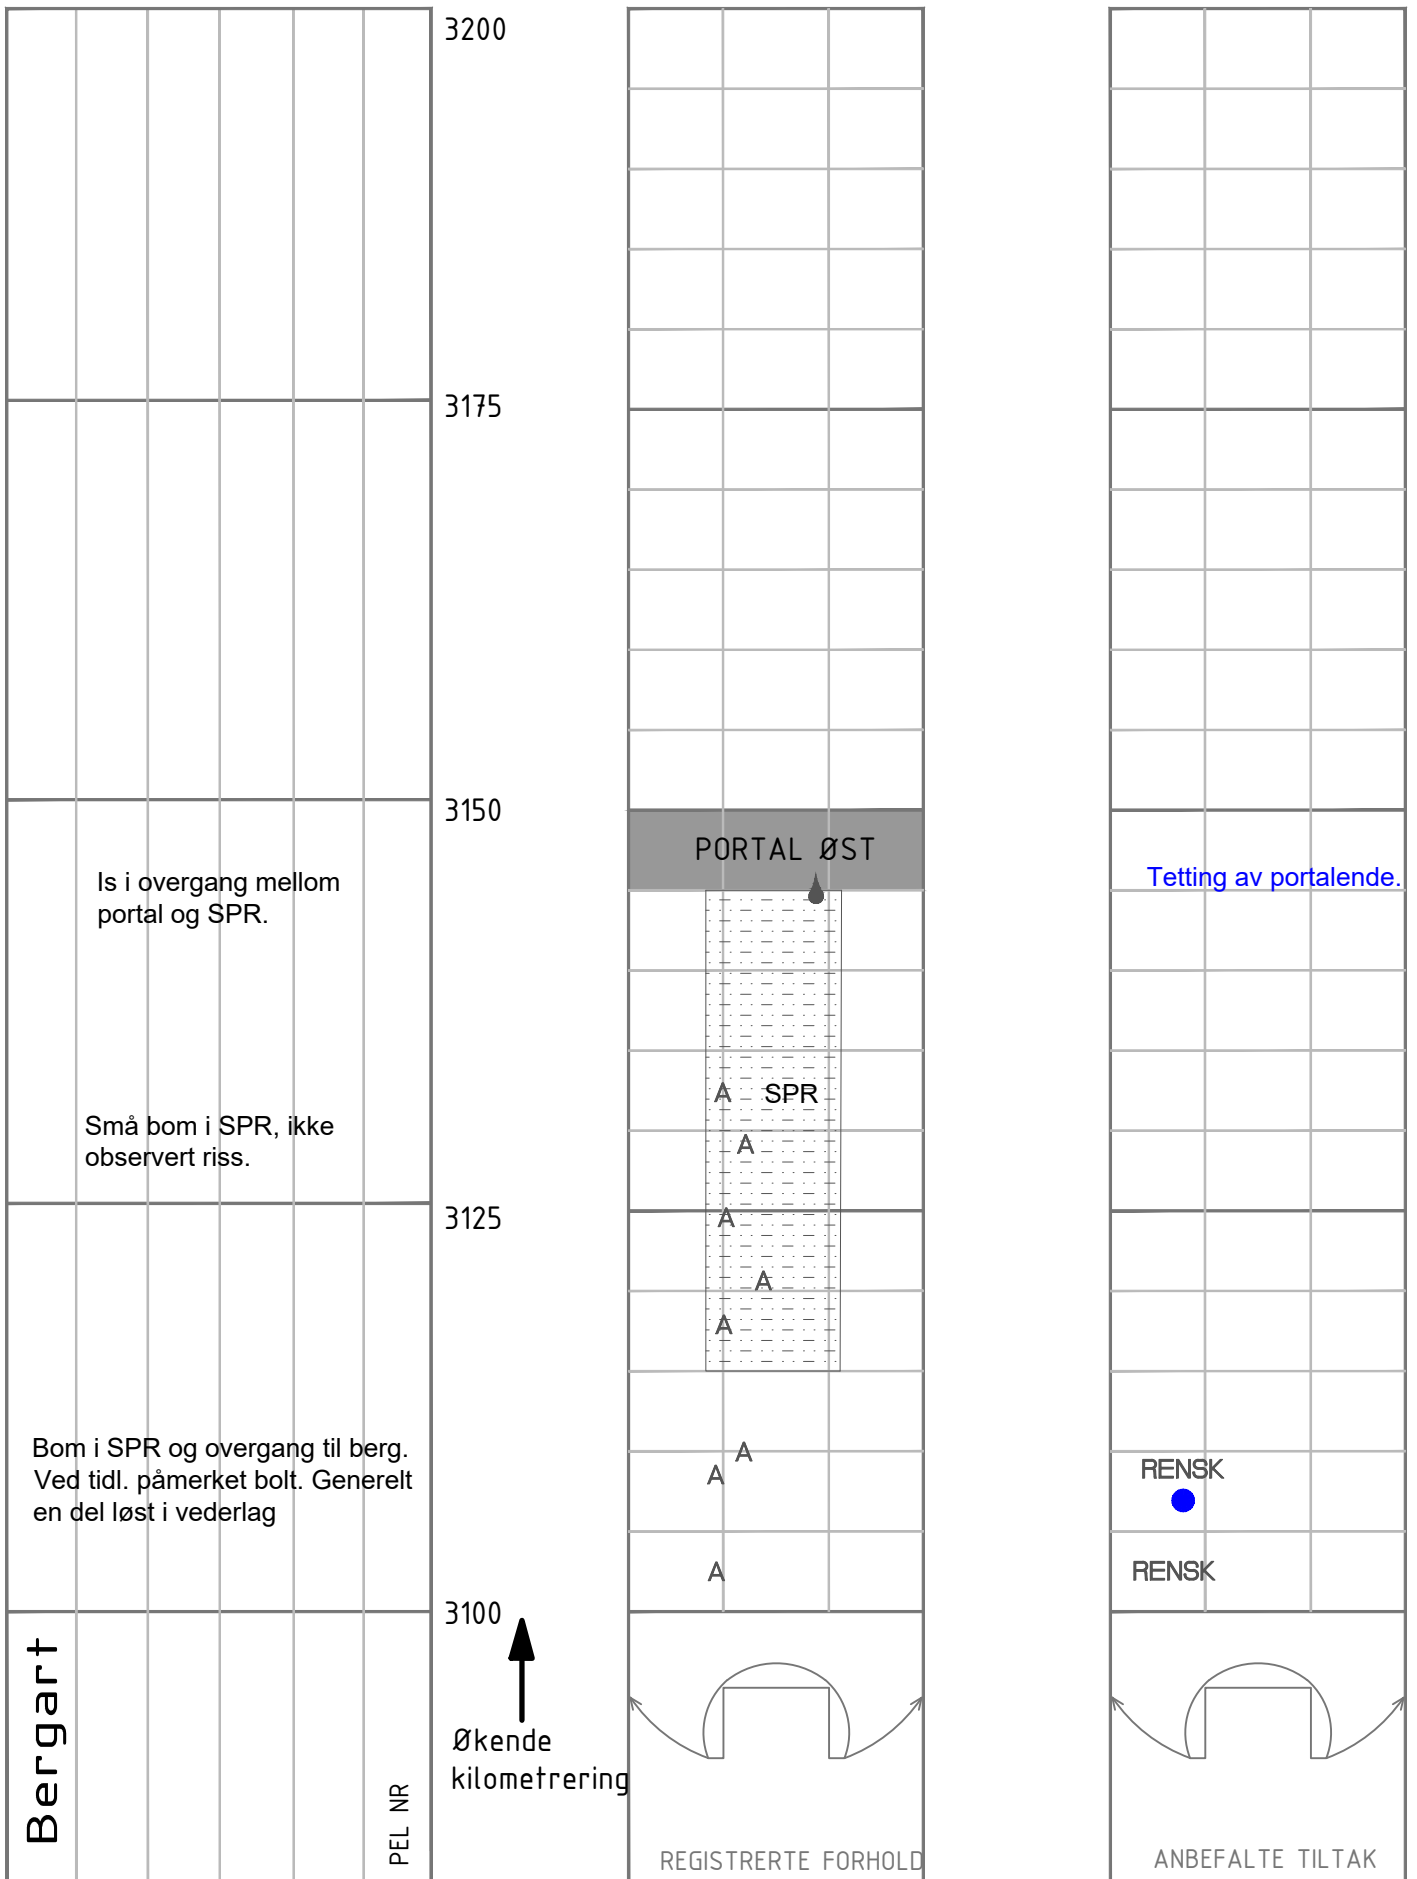 3200
3175
3150
PORTAL ØST
Is i overgang mellom
portal og SPR.
Tetting av portalende.
A
SPR
Små bom i SPR, ikke
observert riss.
A
3125
A
A
A
Bom i SPR og overgang til berg.
Ved tidl. påmerket bolt. Generelt
en del løst i vederlag
A
A
RENSK
A
RENSK
3100
Bergart
PEL NR
Økende
kilometrering
REGISTRERTE FORHOLD
ANBEFALTE TILTAK